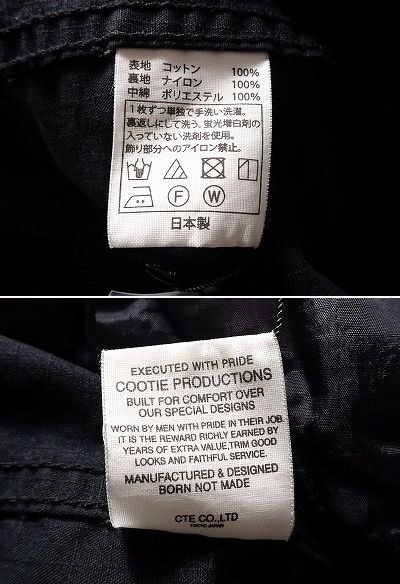 表地 コットン 100%
裏地 ナイロン 100%
中綿 ポリエステル 100%
1枚ずつ単独で手洗い洗濯。
裏返しにして洗う。蛍光増白剤の
入っていない洗剤を使用。
飾り部分へのアイロン禁止。
F W
日本製
EXECUTED WITH PRIDE
COOTIE PRODUCTIONS
BUILT FOR COMFORT OVER
OUR SPECIAL DESIGNS
WORN BY MEN WITH PRIDE IN THEIR JOB
IT IS THE REWARD RICHLY EARNED BY
YEARS OF EXTRA VALUE,TRIM GOOD
LOOKS AND FAITHFUL SERVICE.
MANUFACTURED & DESIGNED
BORN NOT MADE
CTE CO.,LTD
TOKYO JAPAN